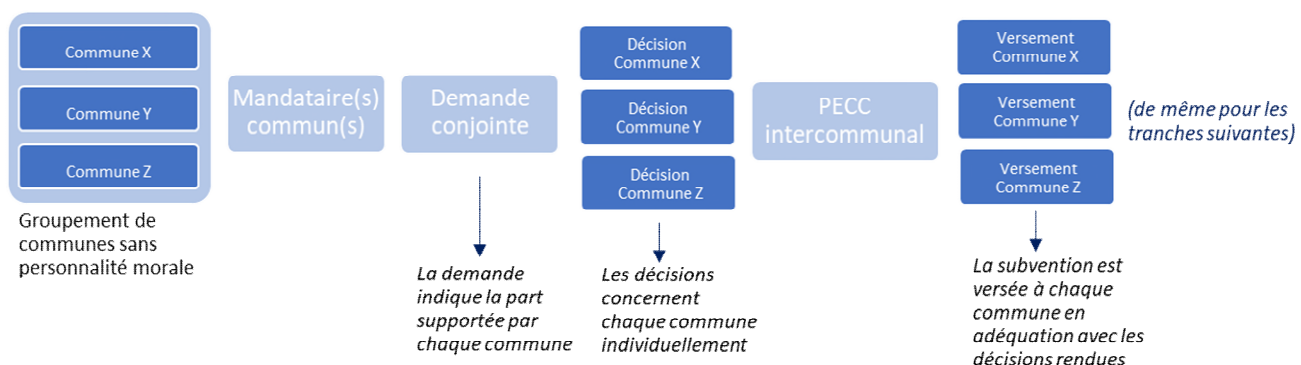 Commune X
Commune Y
Commune Z
Groupement de
communes sans
personnalité morale
Mandataire(s)
commun(s)
Demande
conjointe
La demande
indique la part
supportée par
chaque commune
Décision
Commune X
Décision
Commune Y
Décision
Commune Z
Les décisions
concernent
chaque commune
individuellement
PECC
intercommunal
Versement
Commune X
Versement
Commune Y
Versement
Commune Z
La subvention est
versée à chaque
commune en
adéquation avec les
décisions rendues
(de même pour les
tranches suivantes)